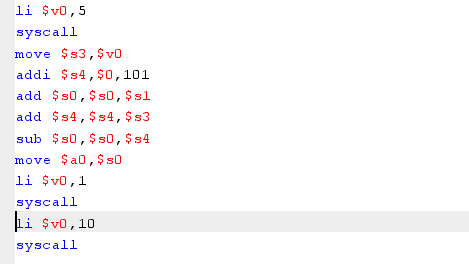 li $v0,5
syscall
move $s3,$v0
addi $s4,$0,101
add $s0,$s0,$s1
add $s4,$s4,$s3
sub $s0,$s0,$s4
move $a0,$s0
li $v0,1
syscall
li $v0,10
syscall